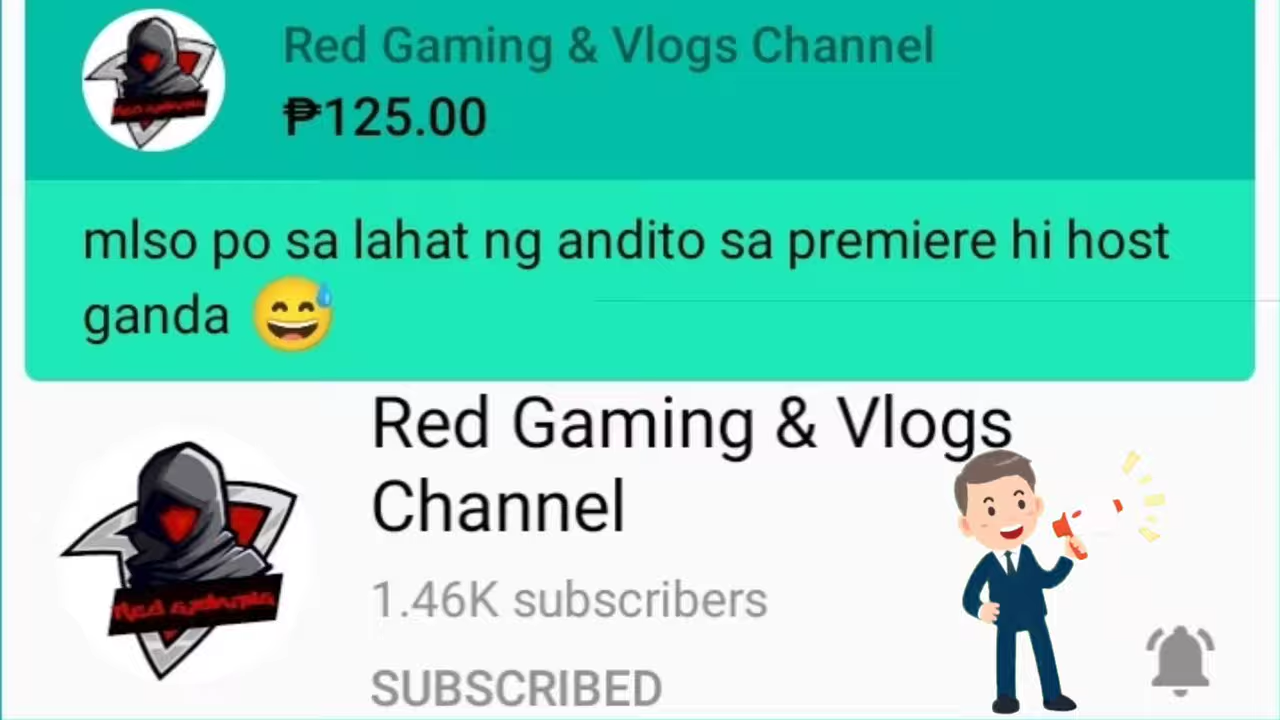 Red Gaming & Vlogs Channel
₱125.00
mlso po sa lahat ng andito sa premiere hi host
ganda 😅
Red Gaming & Vlogs
Channel
1.46K subscribers
SUBSCRIBED